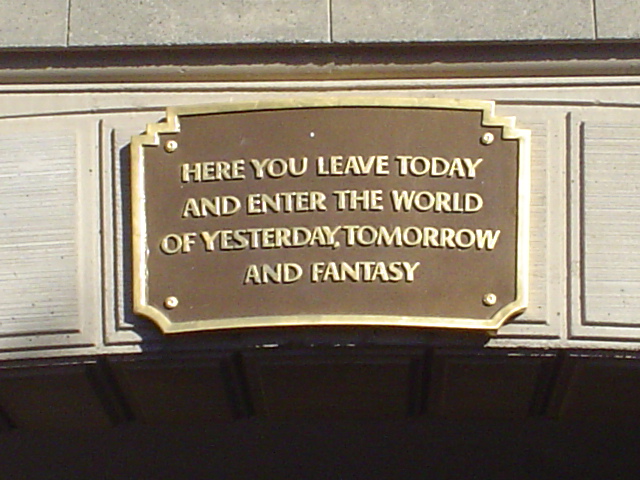 HERE YOU LEAVE TODAY
AND ENTER THE WORLD
OF YESTERDAY, TOMORROW
AND FANTASY